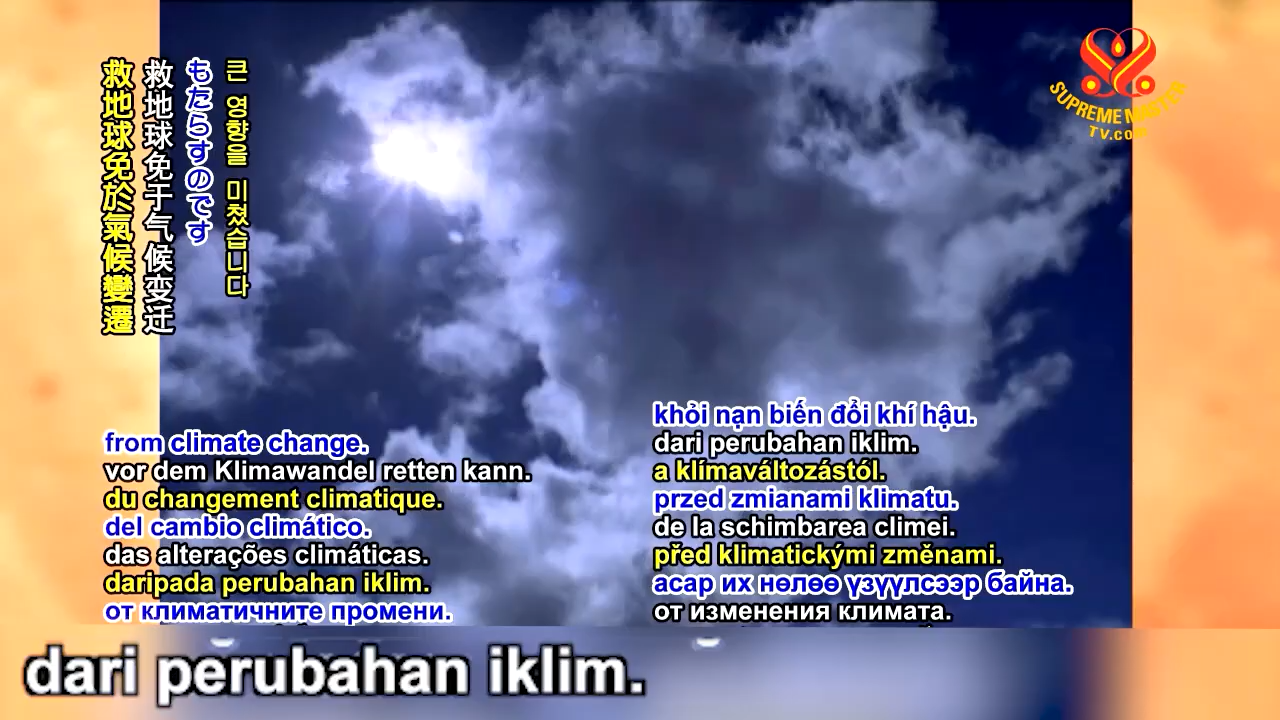 救地球免於氣候變遷
救地球免于气候变迁
もたらすのです
큰 영향을 미쳤습니다
SUPREME MASTER
TV.com
from climate change.
vor dem Klimawandel retten kann.
du changement climatique.
del cambio climático.
das alterações climáticas.
daripada perubahan iklim.
от климатичните промени.
khỏi nạn biến đổi khí hậu.
dari perubahan iklim.
a klímaváltozástól.
przed zmianami klimatu.
de la schimbarea climei.
před klimatickými změnami.
асар их нөлөө үзүүлсээр байна.
от изменения климата.
dari perubahan iklim.